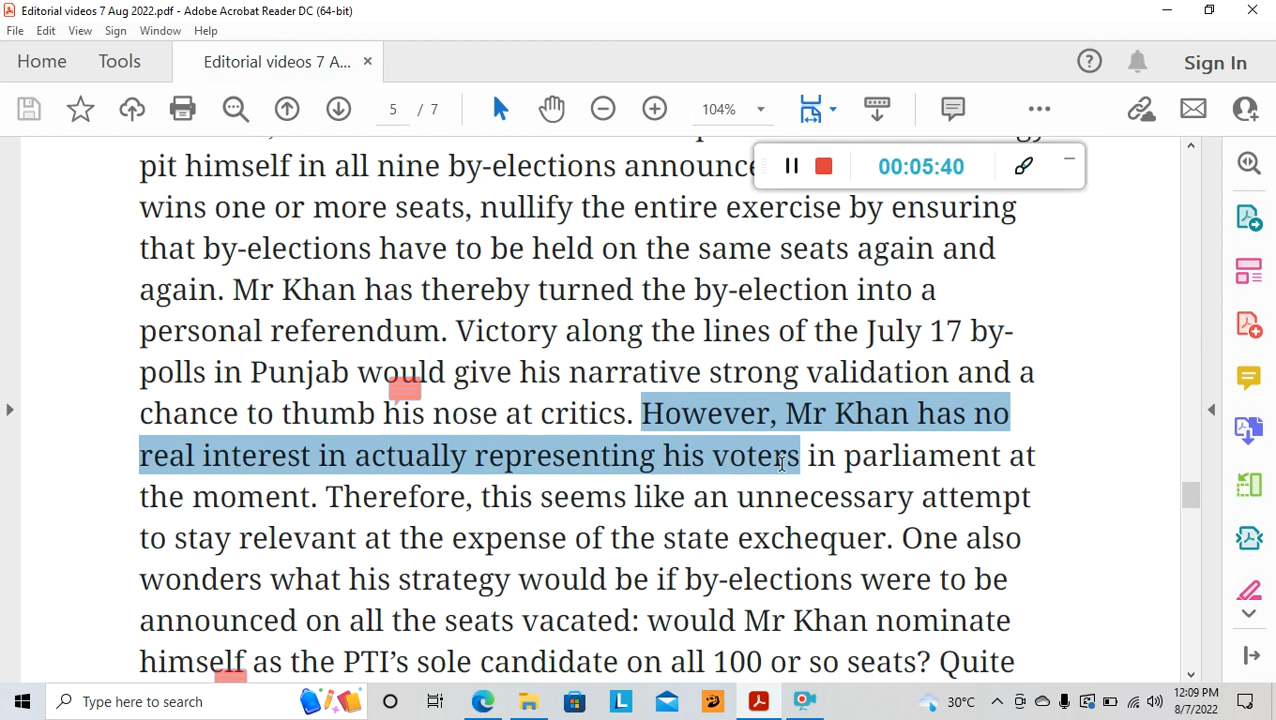 Editorial videos 7 Aug 2022.pdf - Adobe Acrobat Reader DC (64-bit)
File Edit View Sign Window Help
Home Tools Editorial videos 7 A... × Sign In
5 / 7 104%
pit himself in all nine by-elections announce
00:05:40
wins one or more seats, nullify the entire exercise by ensuring
that by-elections have to be held on the same seats again and
again. Mr Khan has thereby turned the by-election into a
personal referendum. Victory along the lines of the July 17 by-
polls in Punjab would give his narrative strong validation and a
chance to thumb his nose at critics. However, Mr Khan has no
real interest in actually representing his voters in parliament at
the moment. Therefore, this seems like an unnecessary attempt
to stay relevant at the expense of the state exchequer. One also
wonders what his strategy would be if by-elections were to be
announced on all the seats vacated: would Mr Khan nominate
himself as the PTI’s sole candidate on all 100 or so seats? Quite
Type here to search
30°C
12:09 PM
8/7/2022